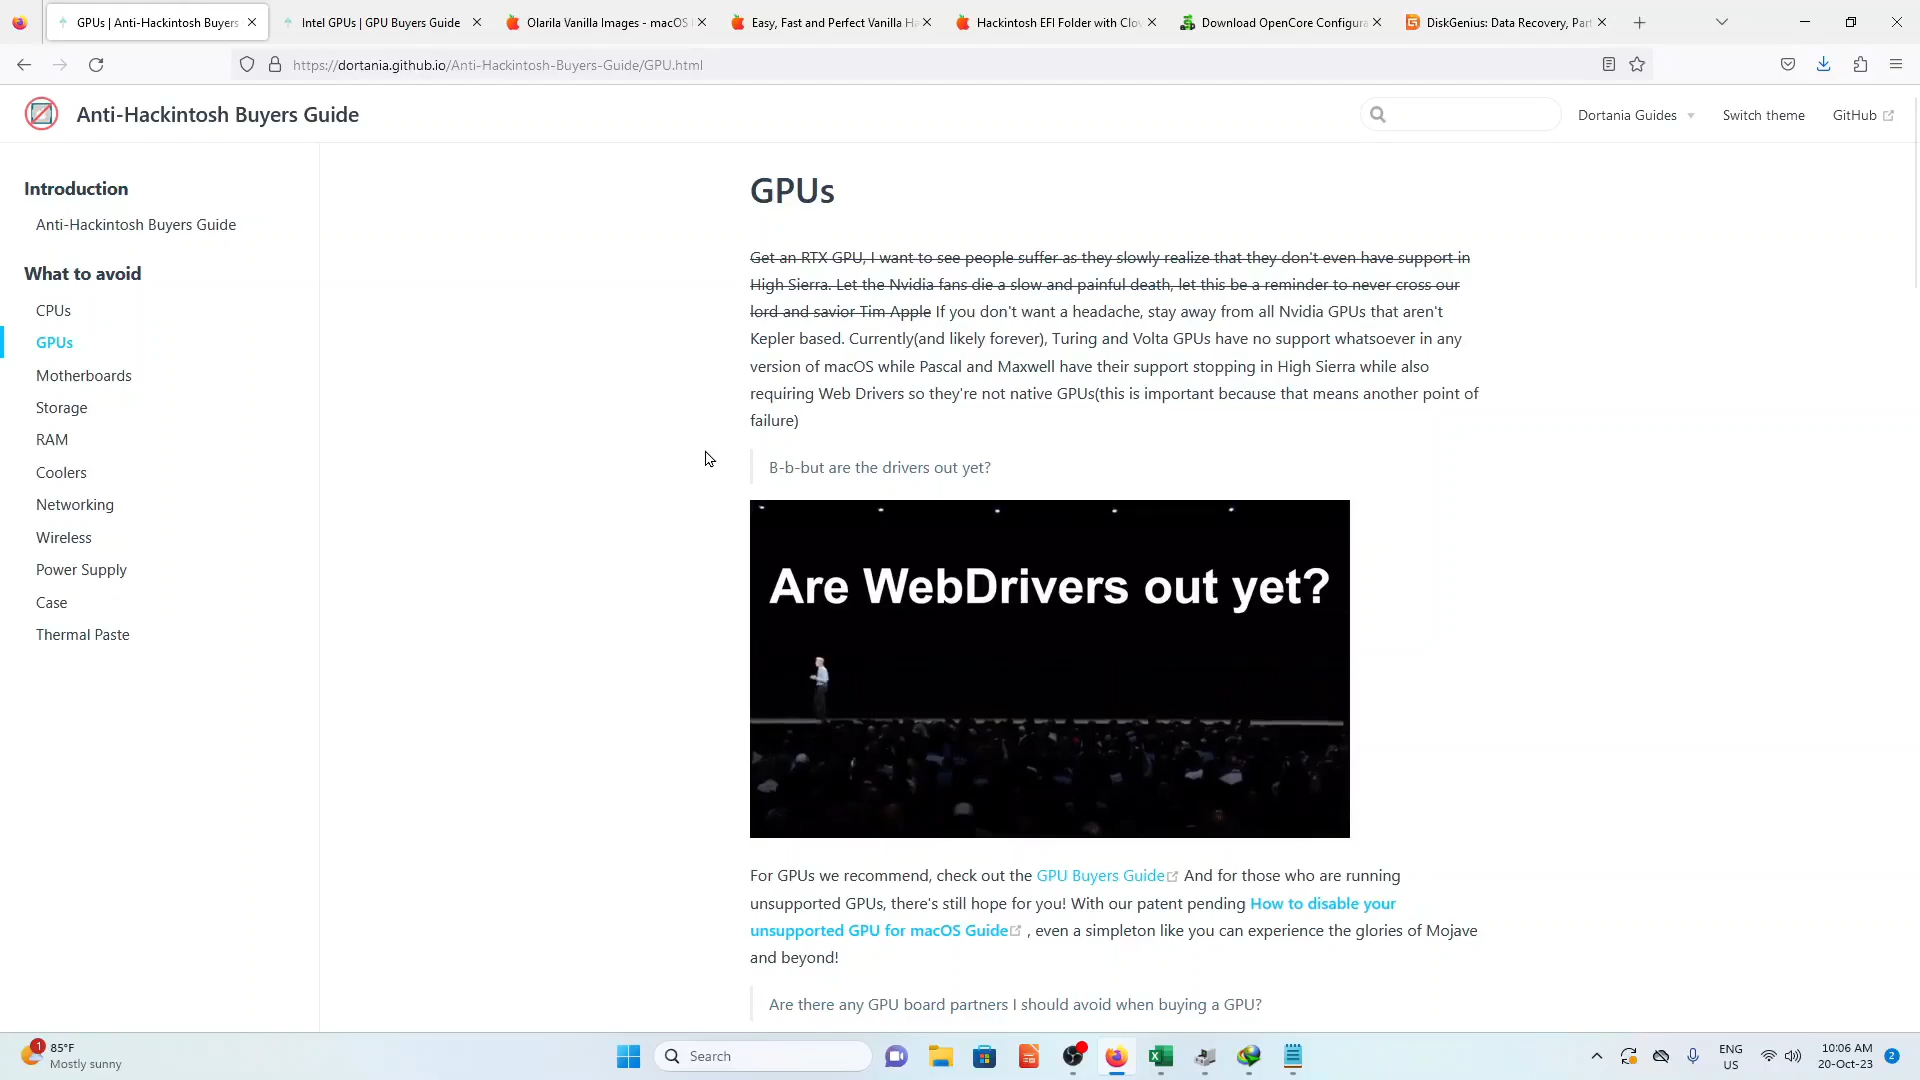 GPUs | Anti-Hackintosh Buyers
Intel GPUs | GPU Buyers Guide
Olarila Vanilla Images - macOS
Easy, Fast and Perfect Vanilla Ha
Hackintosh EFI Folder with Clov
Download OpenCore Configura
DiskGenius: Data Recovery, Part
https://dortania.github.io/Anti-Hackintosh-Buyers-Guide/GPU.html
Anti-Hackintosh Buyers Guide
Dortania Guides
Switch theme
GitHub
Introduction
Anti-Hackintosh Buyers Guide
What to avoid
CPUs
GPUs
Motherboards
Storage
RAM
Coolers
Networking
Wireless
Power Supply
Case
Thermal Paste
GPUs
Get an RTX GPU, I want to see people suffer as they slowly realize that they don't even have support in
High Sierra. Let the Nvidia fans die a slow and painful death, let this be a reminder to never cross our
lord and savior Tim Apple If you don't want a headache, stay away from all Nvidia GPUs that aren't
Kepler based. Currently(and likely forever), Turing and Volta GPUs have no support whatsoever in any
version of macOS while Pascal and Maxwell have their support stopping in High Sierra while also
requiring Web Drivers so they're not native GPUs(this is important because that means another point of
failure)
B-b-but are the drivers out yet?
Are WebDrivers out yet?
For GPUs we recommend, check out the GPU Buyers Guide And for those who are running
unsupported GPUs, there's still hope for you! With our patent pending How to disable your
unsupported GPU for macOS Guide , even a simpleton like you can experience the glories of Mojave
and beyond!
Are there any GPU board partners I should avoid when buying a GPU?
1
85°F
Mostly sunny
Search
ENG
US
10:06 AM
20-Oct-23
2